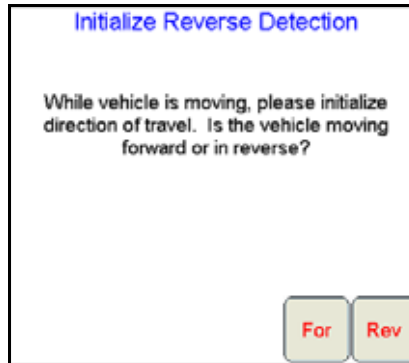 Initialize Reverse Detection
While vehicle is moving, please initialize
direction of travel.  Is the vehicle moving
forward or in reverse?
For
Rev